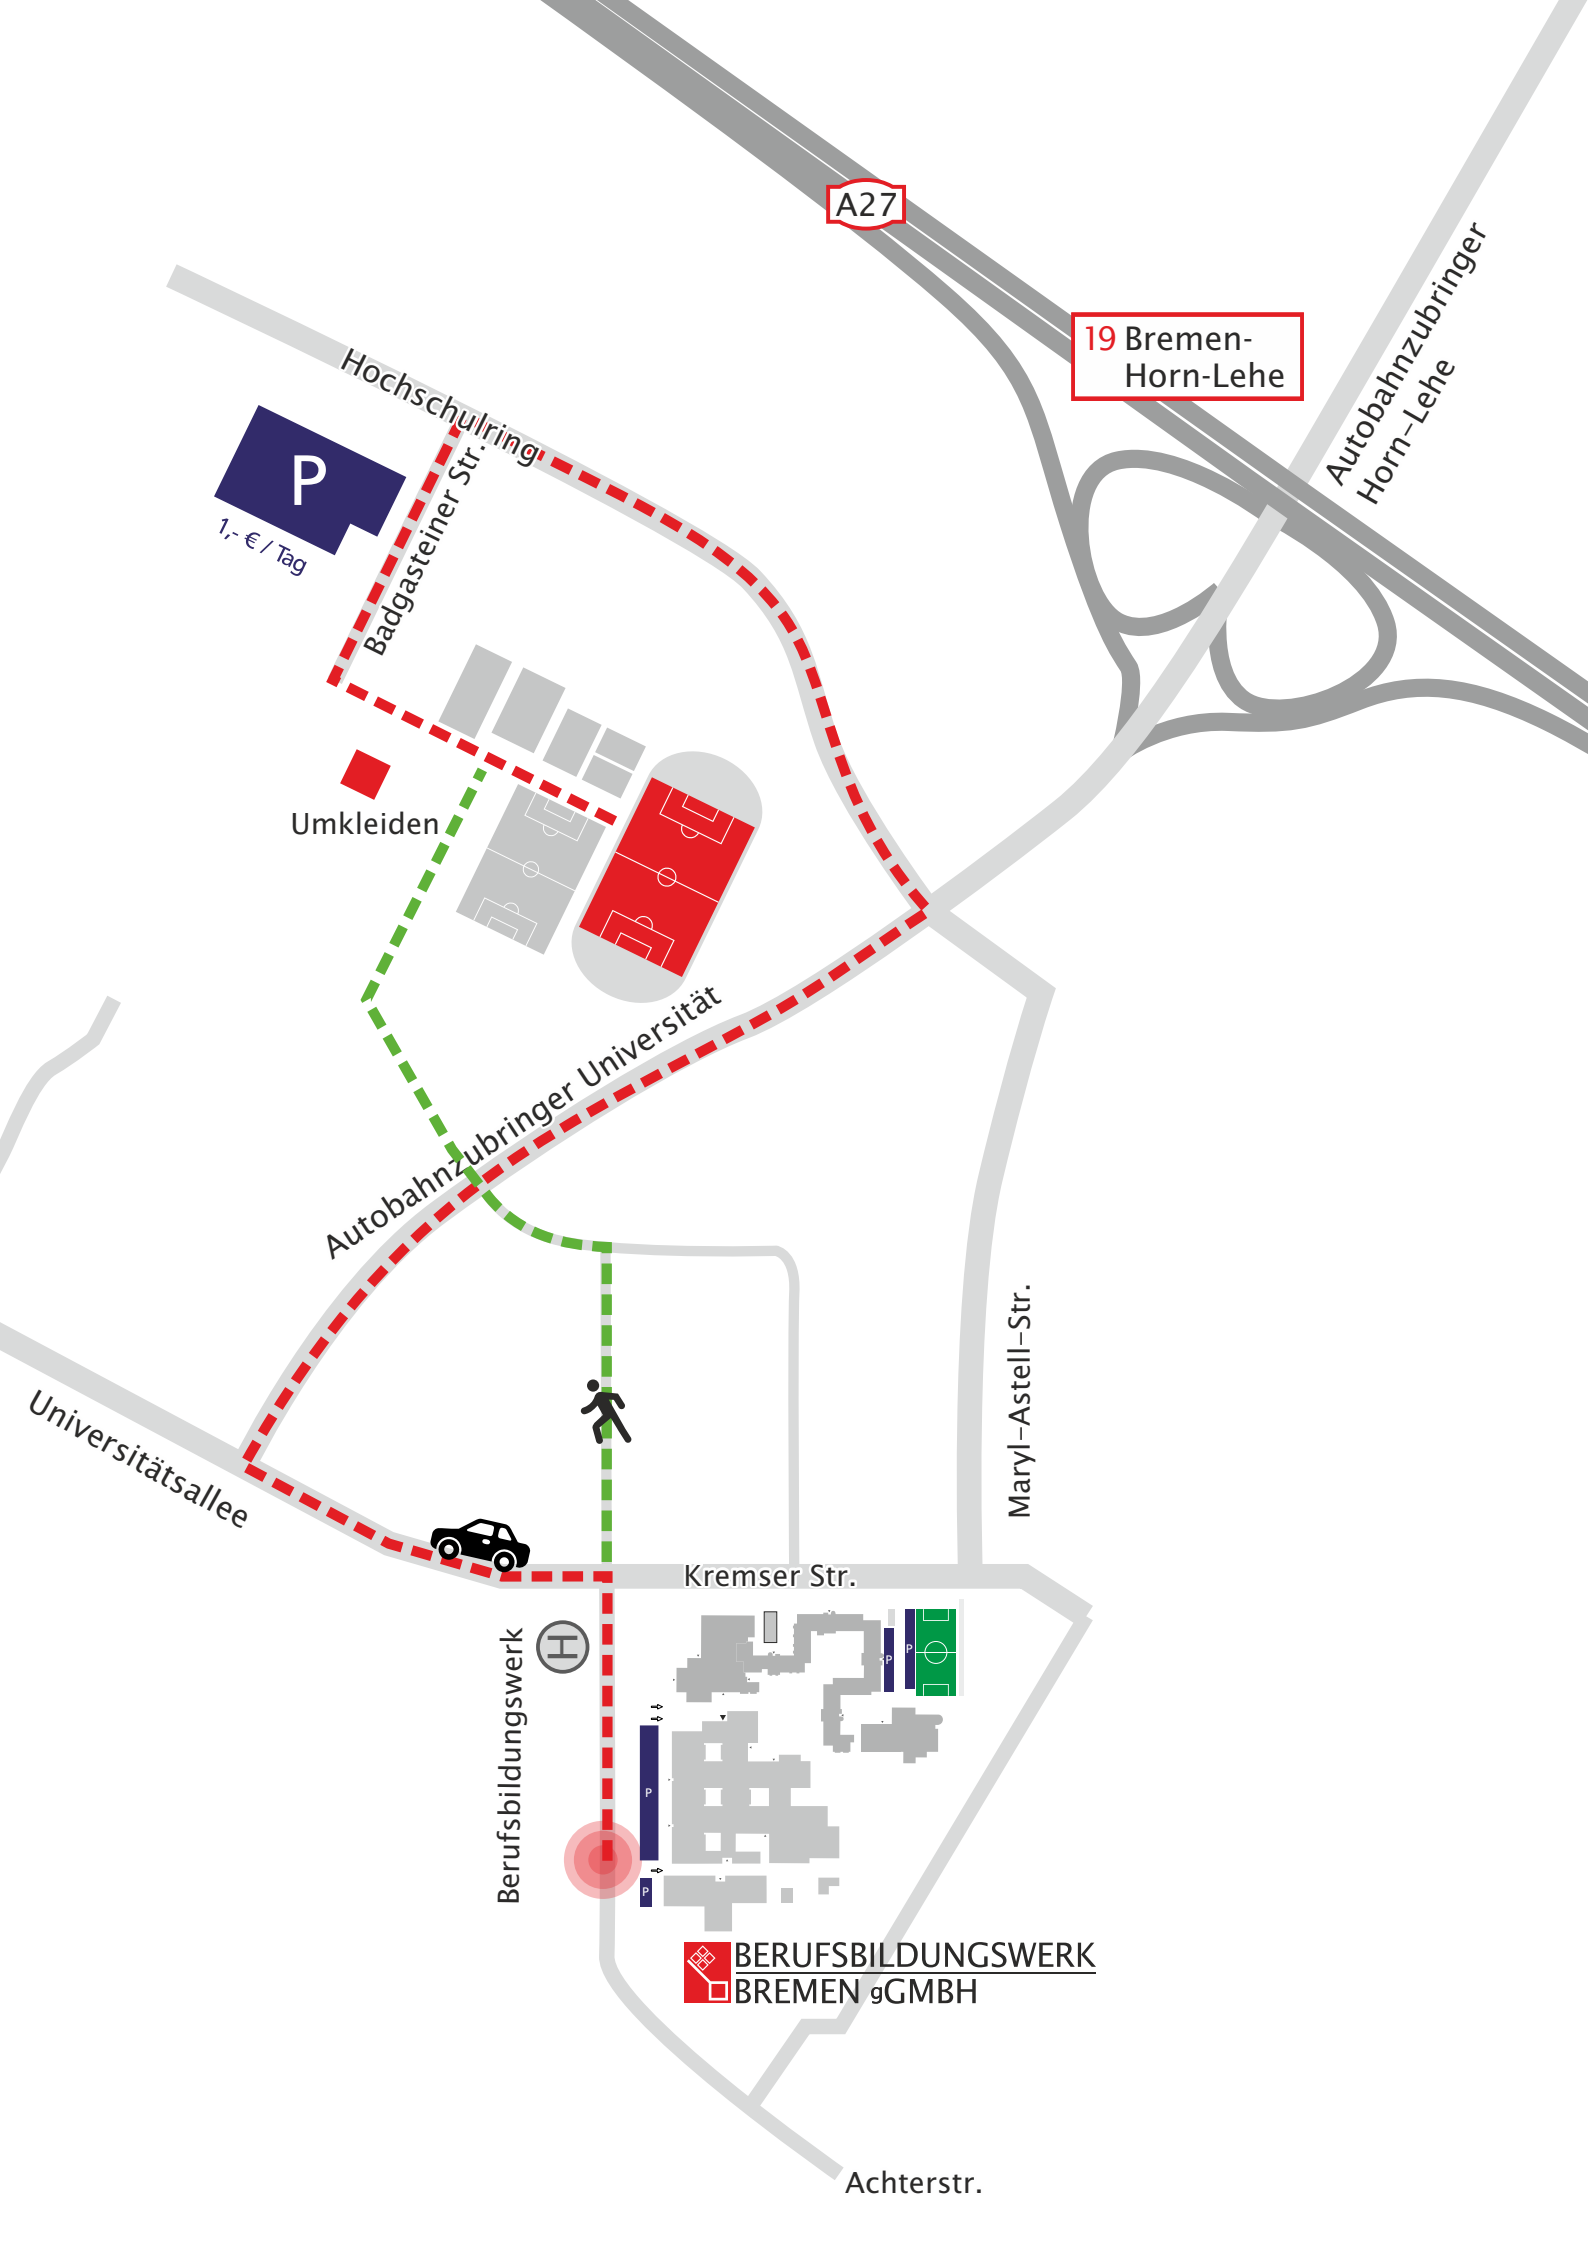 A27
19 Bremen-
Horn-Lehe
Autobahnzubringer
Horn-Lehe
Hochschulring
P
1,- € / Tag
Badgasteiner Str.
Umkleiden
Autobahnzubringer Universität
Universitätsallee
Maryl-Astell-Str.
Kremser Str.
H
Berufsbildungswerk
P
P
P
P
BERUFSBILDUNGSWERK
BREMEN gGMBH
Achterstr.